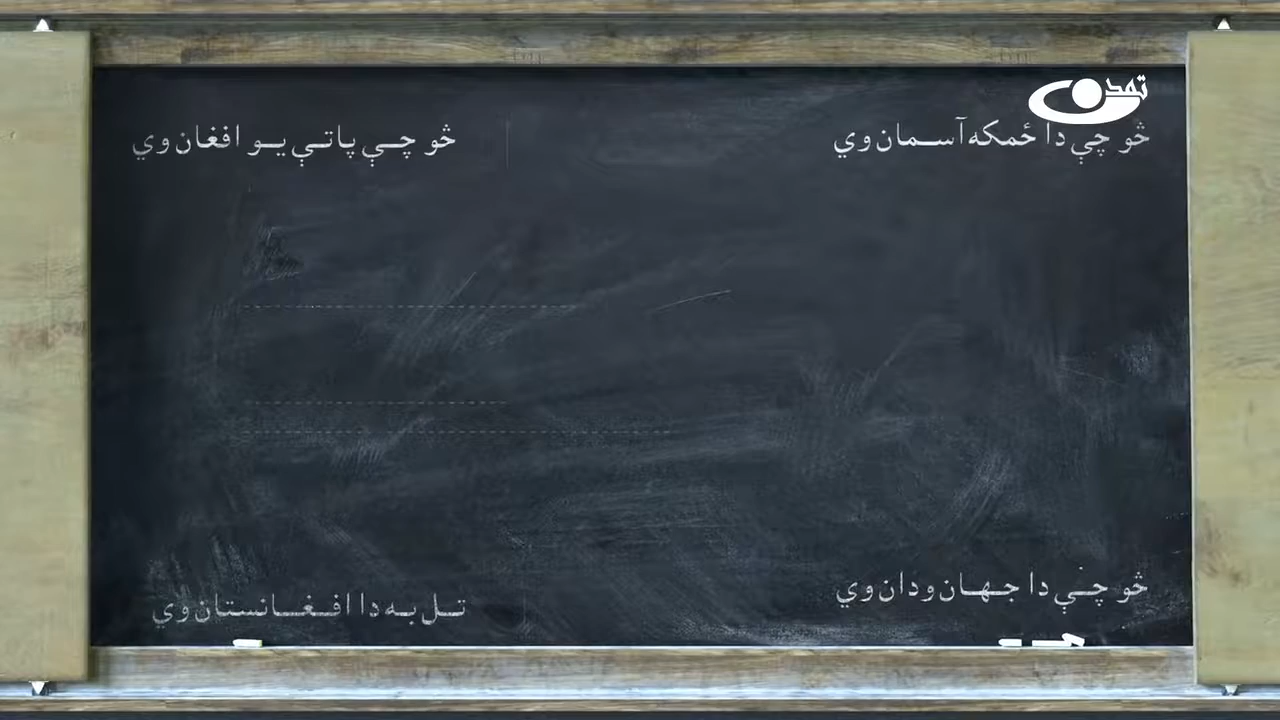 تمدن
څو چې دا ځمکه آسمان وي
څو چې پاتې يو افغان وي
څو چې دا جهان ودان وي
تل به دا افغانستان وي